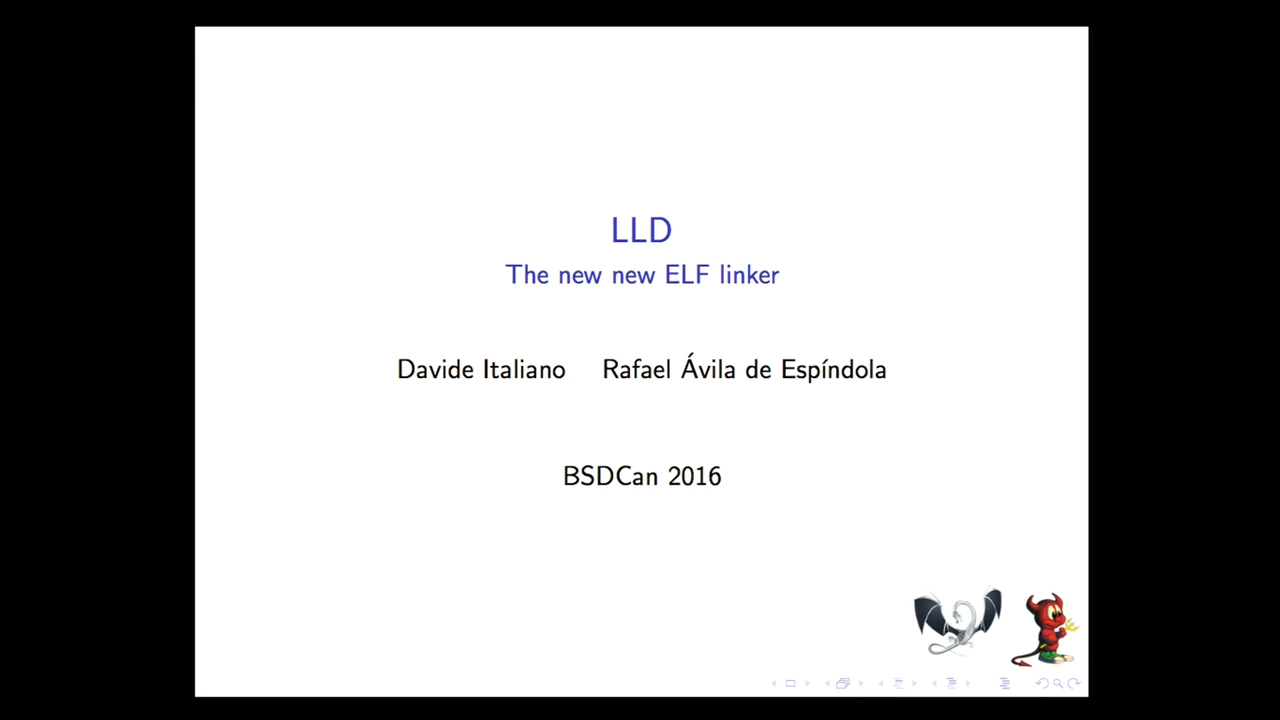 LLD
The new new ELF linker
Davide Italiano Rafael Ávila de Espíndola
BSDCan 2016